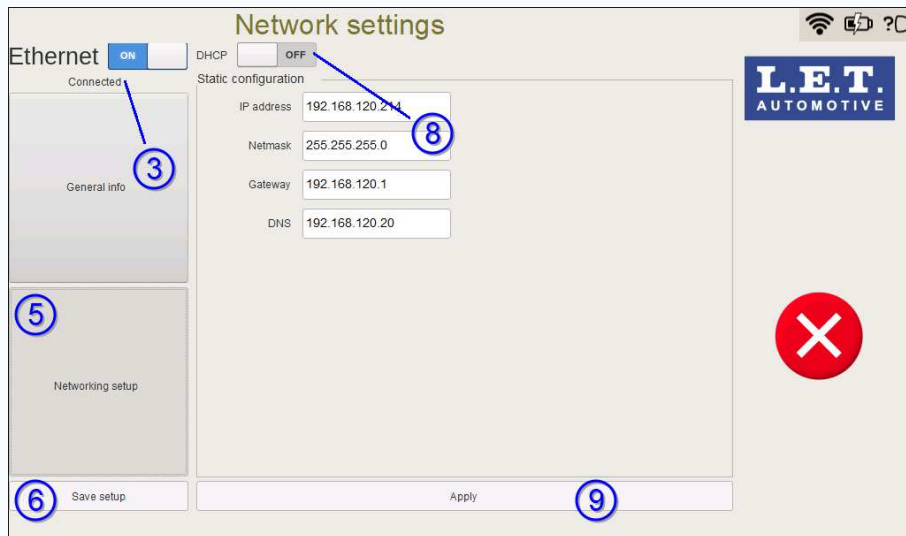 Network settings
?
Ethernet ON
DHCP OFF
Connected
Static configuration
L.E.T.
AUTOMOTIVE
IP address 192.168.120.214
8
Netmask 255.255.255.0
3
General info
Gateway 192.168.120.1
DNS 192.168.120.20
5
Networking setup
6
Save setup
Apply
9